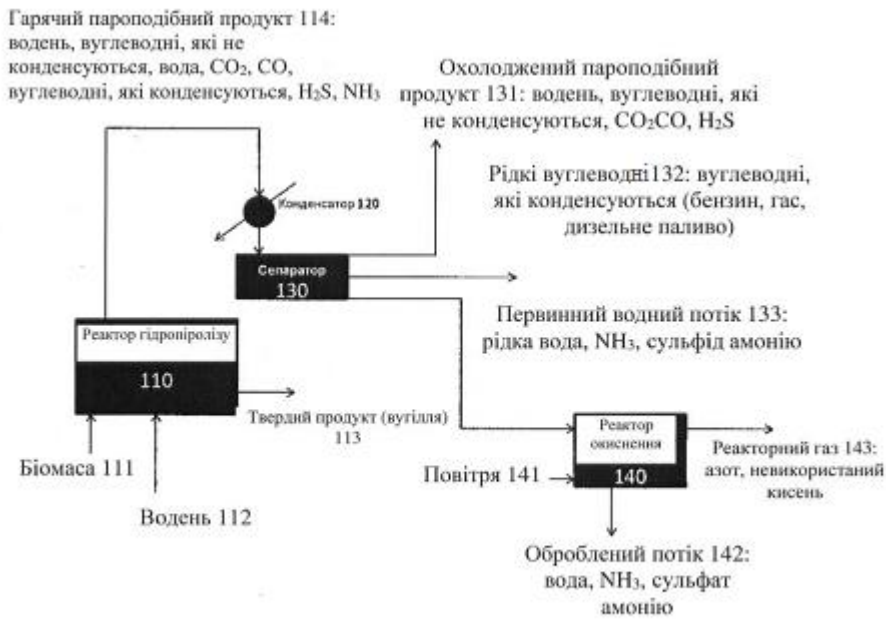 Гарячий пароподібний продукт 114:
водень, вуглеводні, які не
конденсуються, вода, CO₂, CO,
вуглеводні, які конденсуються, H₂S, NH₃
Охолоджений пароподібний
продукт 131: водень, вуглеводні, які
не конденсуються, CO₂CO, H₂S
Рідкі вуглеводні132: вуглеводні,
які конденсуються (бензин, гас,
дизельне паливо)
Конденсатор 120
Сепаратор
130
Первинний водний потік 133:
рідка вода, NH₃, сульфід амонію
Реактор гідропіролізу
110
Твердий продукт (вугілля)
113
Біомаса 111
Водень 112
Реактор
окиснення
140
Повітря 141
Реакторний газ 143:
азот, невикористаний
кисень
Оброблений потік 142:
вода, NH₃, сульфат
амонію